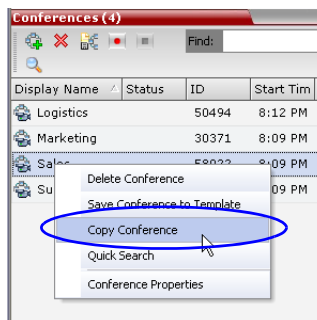 Conferences (4)
Find:
Display Name Status ID Start Tim
Logistics 50494 8:12 PM
Marketing 30371 8:09 PM
Sales 58022 8:09 PM
Su 09 PM
Delete Conference
Save Conference to Template
Copy Conference
Quick Search
Conference Properties